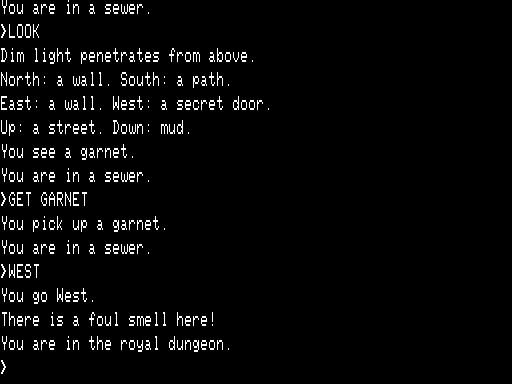 You are in a sewer.
>LOOK
Dim light penetrates from above.
North: a wall. South: a path.
East: a wall. West: a secret door.
Up: a street. Down: mud.
You see a garnet.
You are in a sewer.
>GET GARNET
You pick up a garnet.
You are in a sewer.
>WEST
You go West.
There is a foul smell here!
You are in the royal dungeon.
>